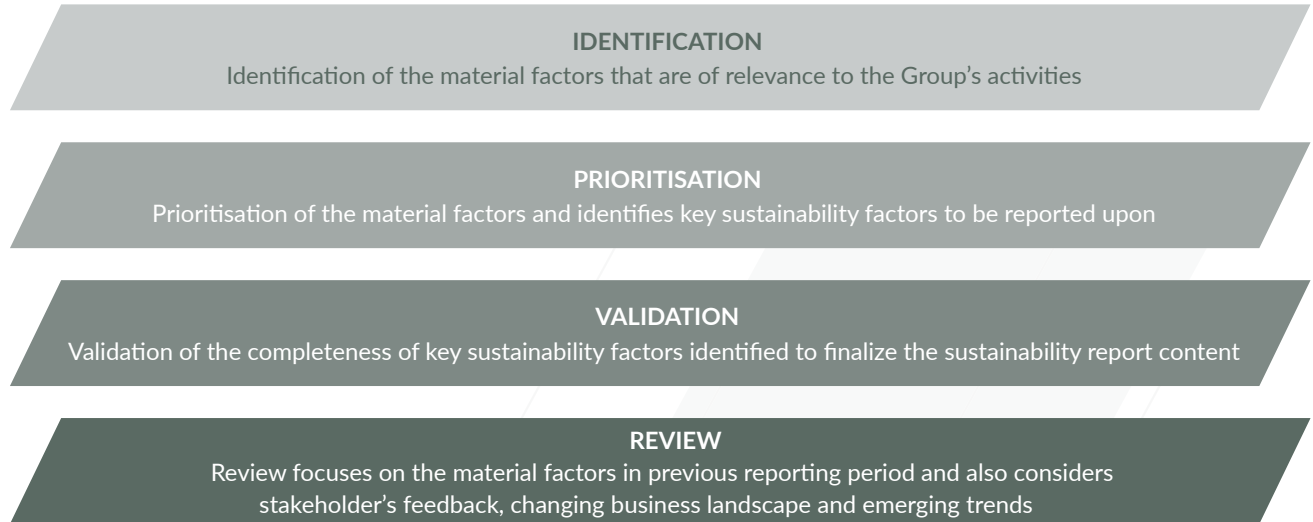 IDENTIFICATION
Identification of the material factors that are of relevance to the Group’s activities
PRIORITISATION
Prioritisation of the material factors and identifies key sustainability factors to be reported upon
VALIDATION
Validation of the completeness of key sustainability factors identified to finalize the sustainability report content
REVIEW
Review focuses on the material factors in previous reporting period and also considers
stakeholder’s feedback, changing business landscape and emerging trends